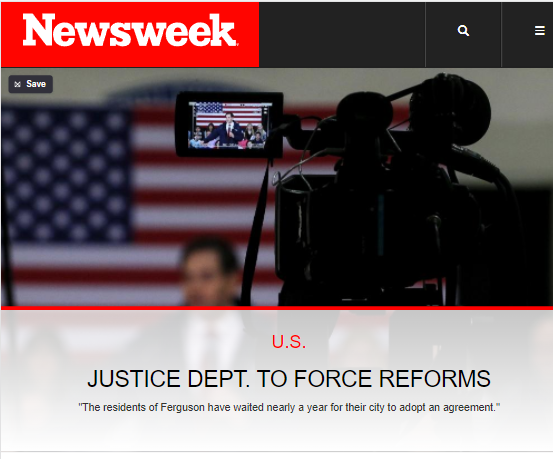 Newsweek
Save
U.S.
JUSTICE DEPT. TO FORCE REFORMS
"The residents of Ferguson have waited nearly a year for their city to adopt an agreement."